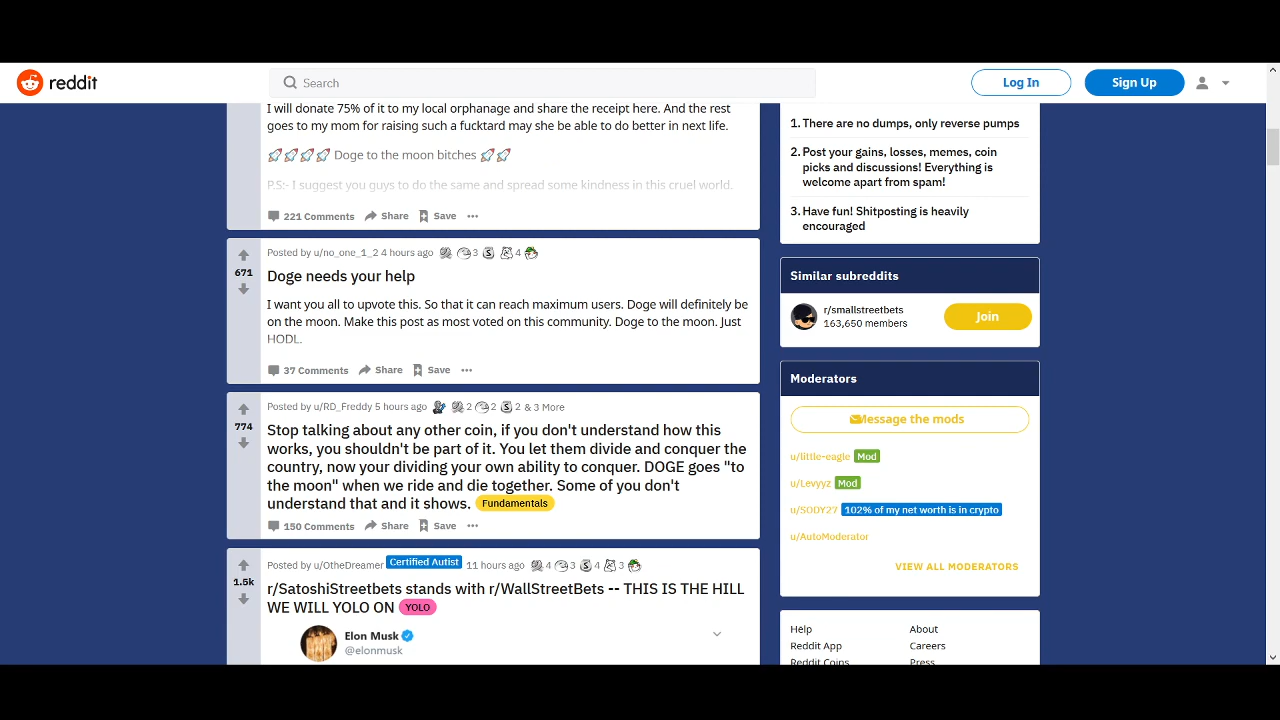 reddit
Search
Log In
Sign Up
I will donate 75% of it to my local orphanage and share the receipt here. And the rest
goes to my mom for raising such a fucktard may she be able to do better in next life.
🚀🚀🚀🚀 Doge to the moon bitches 🚀🚀
P.S:- I suggest you guys to do the same and spread some kindness in this cruel world.
221 Comments Share Save ...
Posted by u/no_one_1_2 4 hours ago 3 4
671
Doge needs your help
I want you all to upvote this. So that it can reach maximum users. Doge will definitely be
on the moon. Make this post as most voted on this community. Doge to the moon. Just
HODL.
37 Comments Share Save ...
Posted by u/RD_Freddy 5 hours ago 2 2 2 & 3 More
774
Stop talking about any other coin, if you don't understand how this
works, you shouldn't be part of it. You let them divide and conquer the
country, now your dividing your own ability to conquer. DOGE goes "to
the moon" when we ride and die together. Some of you don't
understand that and it shows. Fundamentals
150 Comments Share Save ...
Posted by u/OtheDreamer Certified Autist 11 hours ago 4 3 4 3
1.5k
r/SatoshiStreetbets stands with r/WallStreetBets -- THIS IS THE HILL
WE WILL YOLO ON YOLO
Elon Musk
@elonmusk
1. There are no dumps, only reverse pumps
2. Post your gains, losses, memes, coin
picks and discussions! Everything is
welcome apart from spam!
3. Have fun! Shitposting is heavily
encouraged
Similar subreddits
r/smallstreetbets
163,650 members
Join
Moderators
Message the mods
u/little-eagle Mod
u/Levyyz Mod
u/SODY27 102% of my net worth is in crypto
u/AutoModerator
VIEW ALL MODERATORS
Help About
Reddit App Careers
Reddit Coins Press